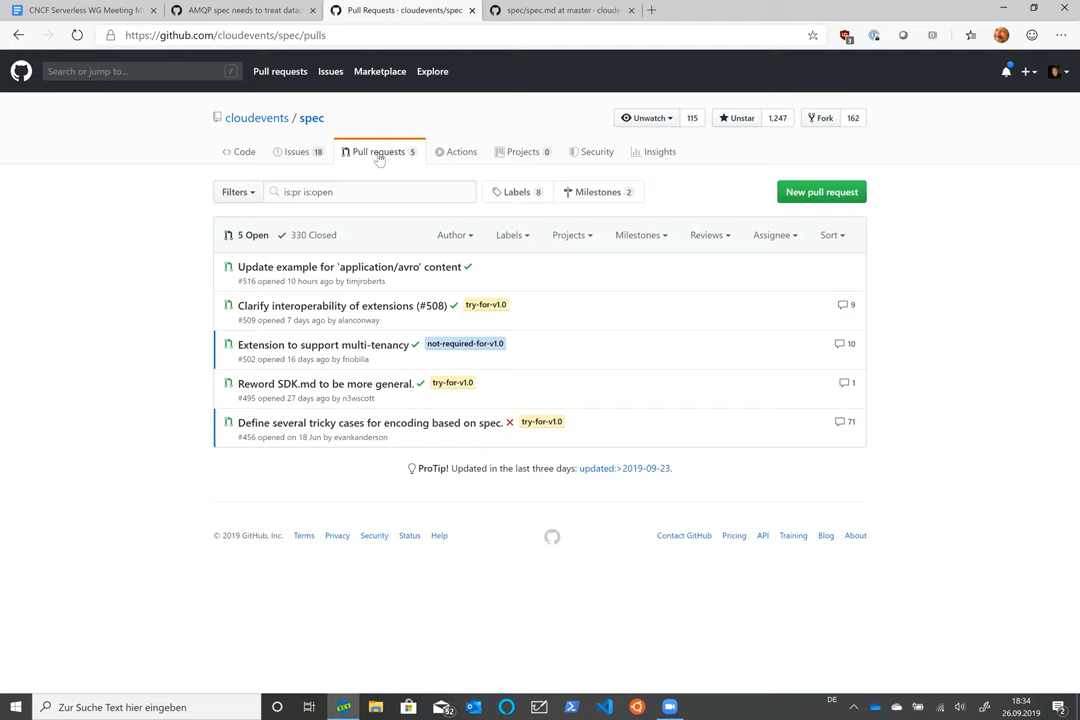 CNCF Serverless WG Meeting M
AMQP spec needs to treat datac
Pull Requests · cloudevents/spec
spec/spec.md at master · cloude
https://github.com/cloudevents/spec/pulls
Search or jump to...
/
Pull requests
Issues
Marketplace
Explore
cloudevents / spec
Unwatch
115
Unstar
1,247
Fork
162
Code
Issues 18
Pull requests 5
Actions
Projects 0
Security
Insights
Filters
is:pr is:open
Labels 8
Milestones 2
New pull request
5 Open
330 Closed
Author
Labels
Projects
Milestones
Reviews
Assignee
Sort
Update example for 'application/avro' content
#516 opened 10 hours ago by timjroberts
Clarify interoperability of extensions (#508) try-for-v1.0
9
#509 opened 7 days ago by alanconway
Extension to support multi-tenancy not-required-for-v1.0
10
#502 opened 16 days ago by fnobilia
Reword SDK.md to be more general. try-for-v1.0
1
#495 opened 27 days ago by n3wscott
Define several tricky cases for encoding based on spec. try-for-v1.0
71
#456 opened on 18 Jun by evankanderson
ProTip! Updated in the last three days: updated:>2019-09-23.
© 2019 GitHub, Inc.
Terms
Privacy
Security
Status
Help
Contact GitHub
Pricing
API
Training
Blog
About
Zur Suche Text hier eingeben
52
DE
18:34
26.09.2019
2